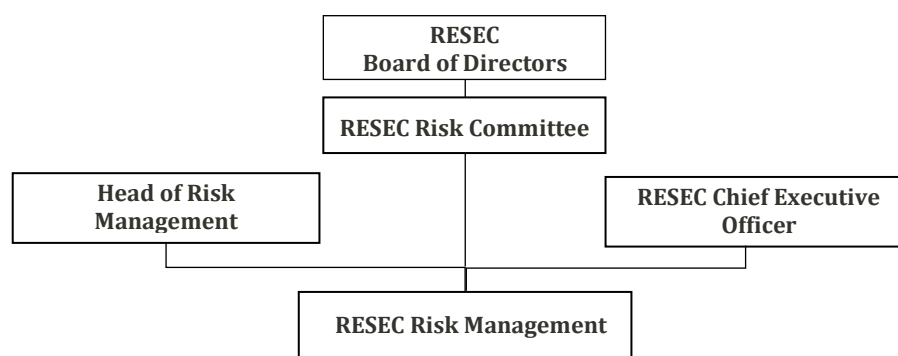 RESEC
Board of Directors
RESEC Risk Committee
Head of Risk
Management
RESEC Chief Executive
Officer
RESEC Risk Management